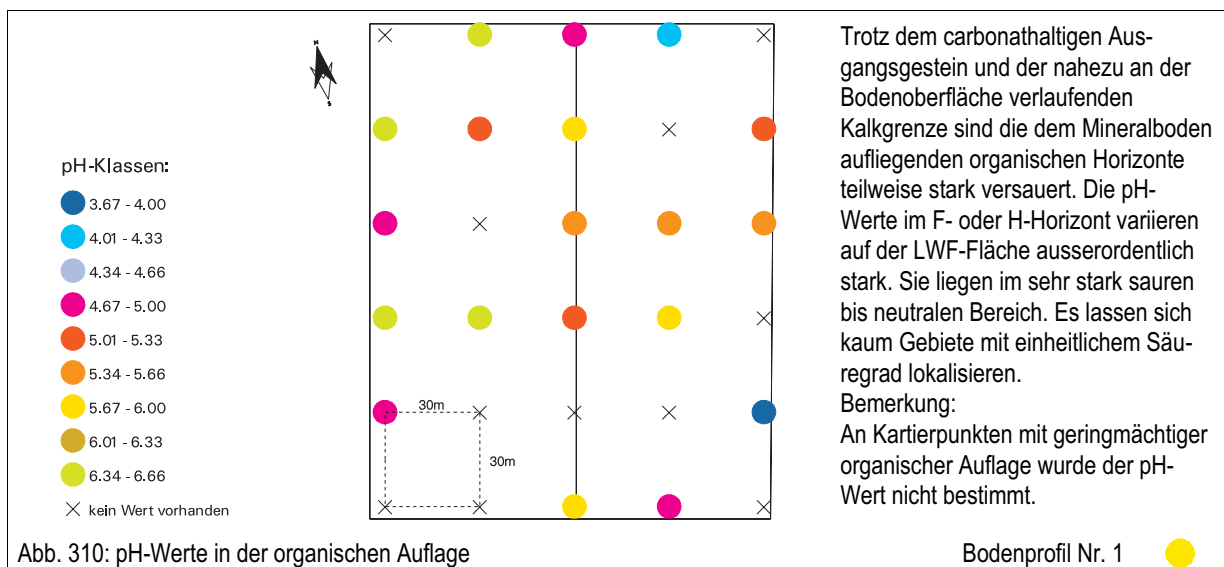 N
S
pH-Klassen:
3.67 - 4.00
4.01 - 4.33
4.34 - 4.66
4.67 - 5.00
5.01 - 5.33
5.34 - 5.66
5.67 - 6.00
6.01 - 6.33
6.34 - 6.66
kein Wert vorhanden
30m
30m
Trotz dem carbonathaltigen Aus-
gangsgestein und der nahezu an der
Bodenoberfläche verlaufenden
Kalkgrenze sind die dem Mineralboden
aufliegenden organischen Horizonte
teilweise stark versauert. Die pH-
Werte im F- oder H-Horizont variieren
auf der LWF-Fläche ausserordentlich
stark. Sie liegen im sehr stark sauren
bis neutralen Bereich. Es lassen sich
kaum Gebiete mit einheitlichem Säu-
regrad lokalisieren.
Bemerkung:
An Kartierpunkten mit geringmächtiger
organischer Auflage wurde der pH-
Wert nicht bestimmt.
Abb. 310: pH-Werte in der organischen Auflage
Bodenprofil Nr. 1